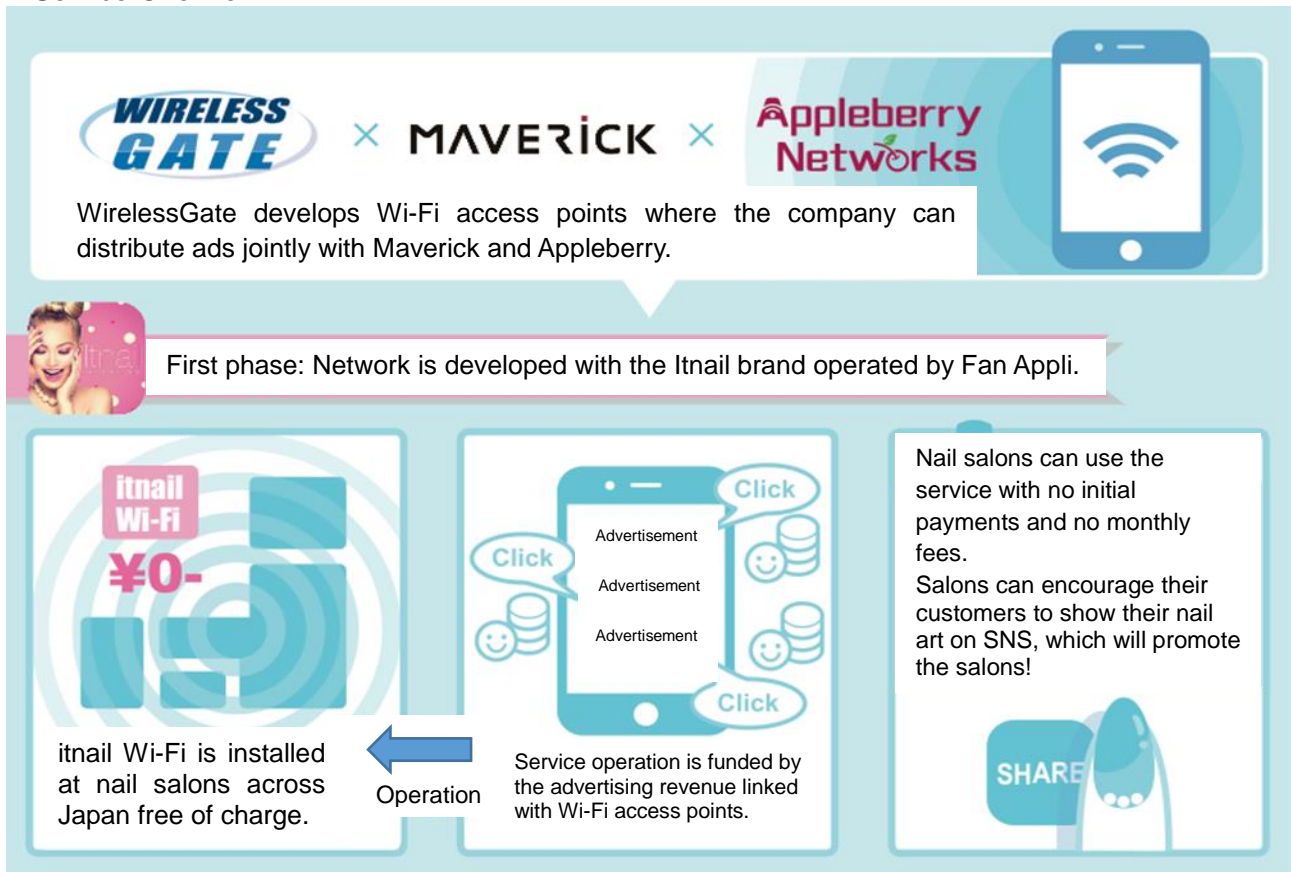 WIRELESS
GATE
×
MAVERICK
×
Appleberry
Networks
WirelessGate develops Wi-Fi access points where the company can
distribute ads jointly with Maverick and Appleberry.
Itnail
First phase: Network is developed with the Itnail brand operated by Fan Appli.
itnail
Wi-Fi
¥0-
itnail Wi-Fi is installed
at nail salons across
Japan free of charge.
Operation
Click
Click
Advertisement
Advertisement
Advertisement
Click
Service operation is funded by
the advertising revenue linked
with Wi-Fi access points.
Nail salons can use the
service with no initial
payments and no monthly
fees.
Salons can encourage their
customers to show their nail
art on SNS, which will promote
the salons!
SHARE